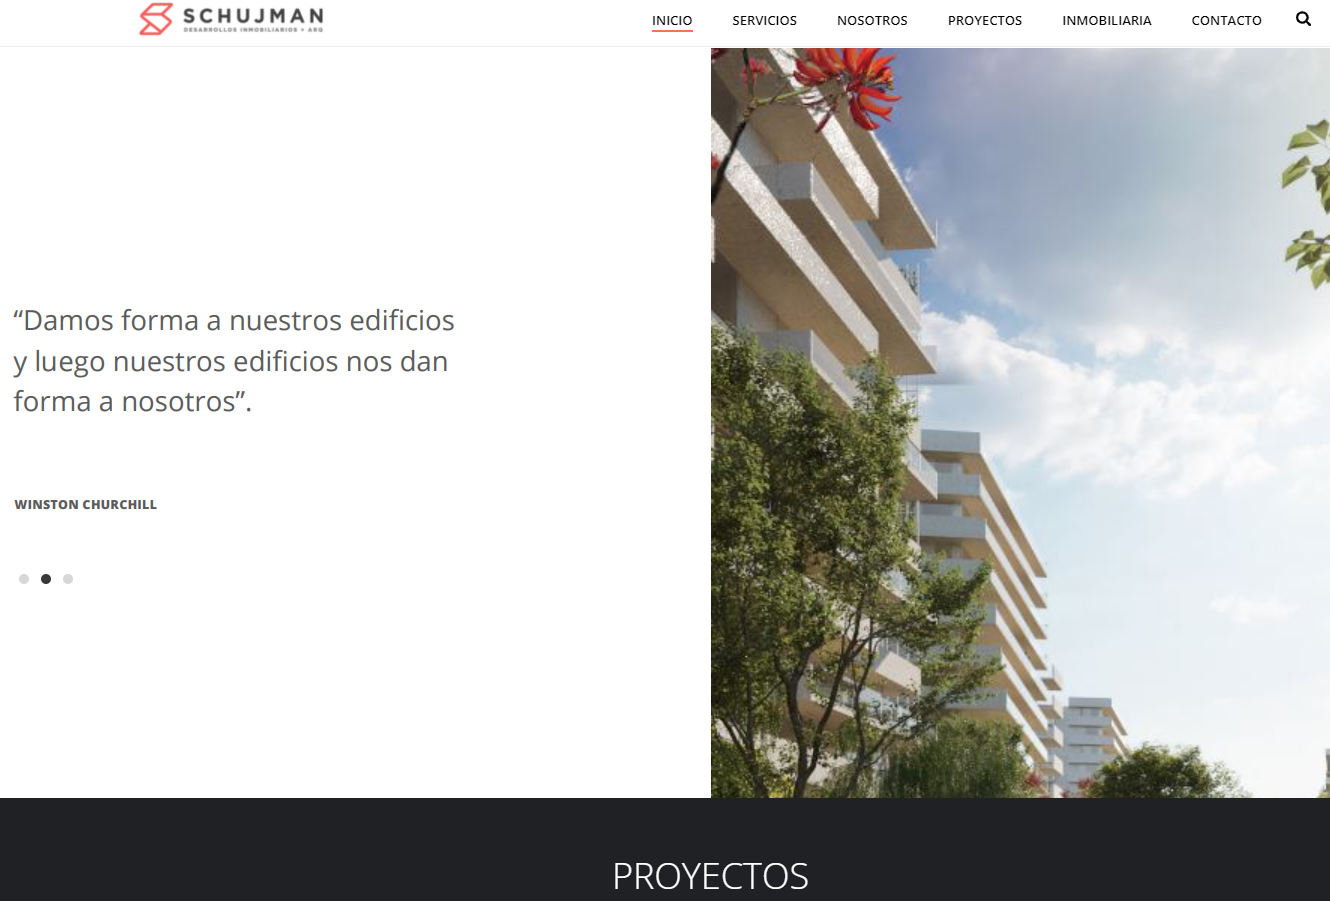 SCHUJMAN
DESARROLLOS INMOBILIARIOS + ARQ
INICIO
SERVICIOS
NOSOTROS
PROYECTOS
INMOBILIARIA
CONTACTO
“Damos forma a nuestros edificios
y luego nuestros edificios nos dan
forma a nosotros”.
WINSTON CHURCHILL
PROYECTOS